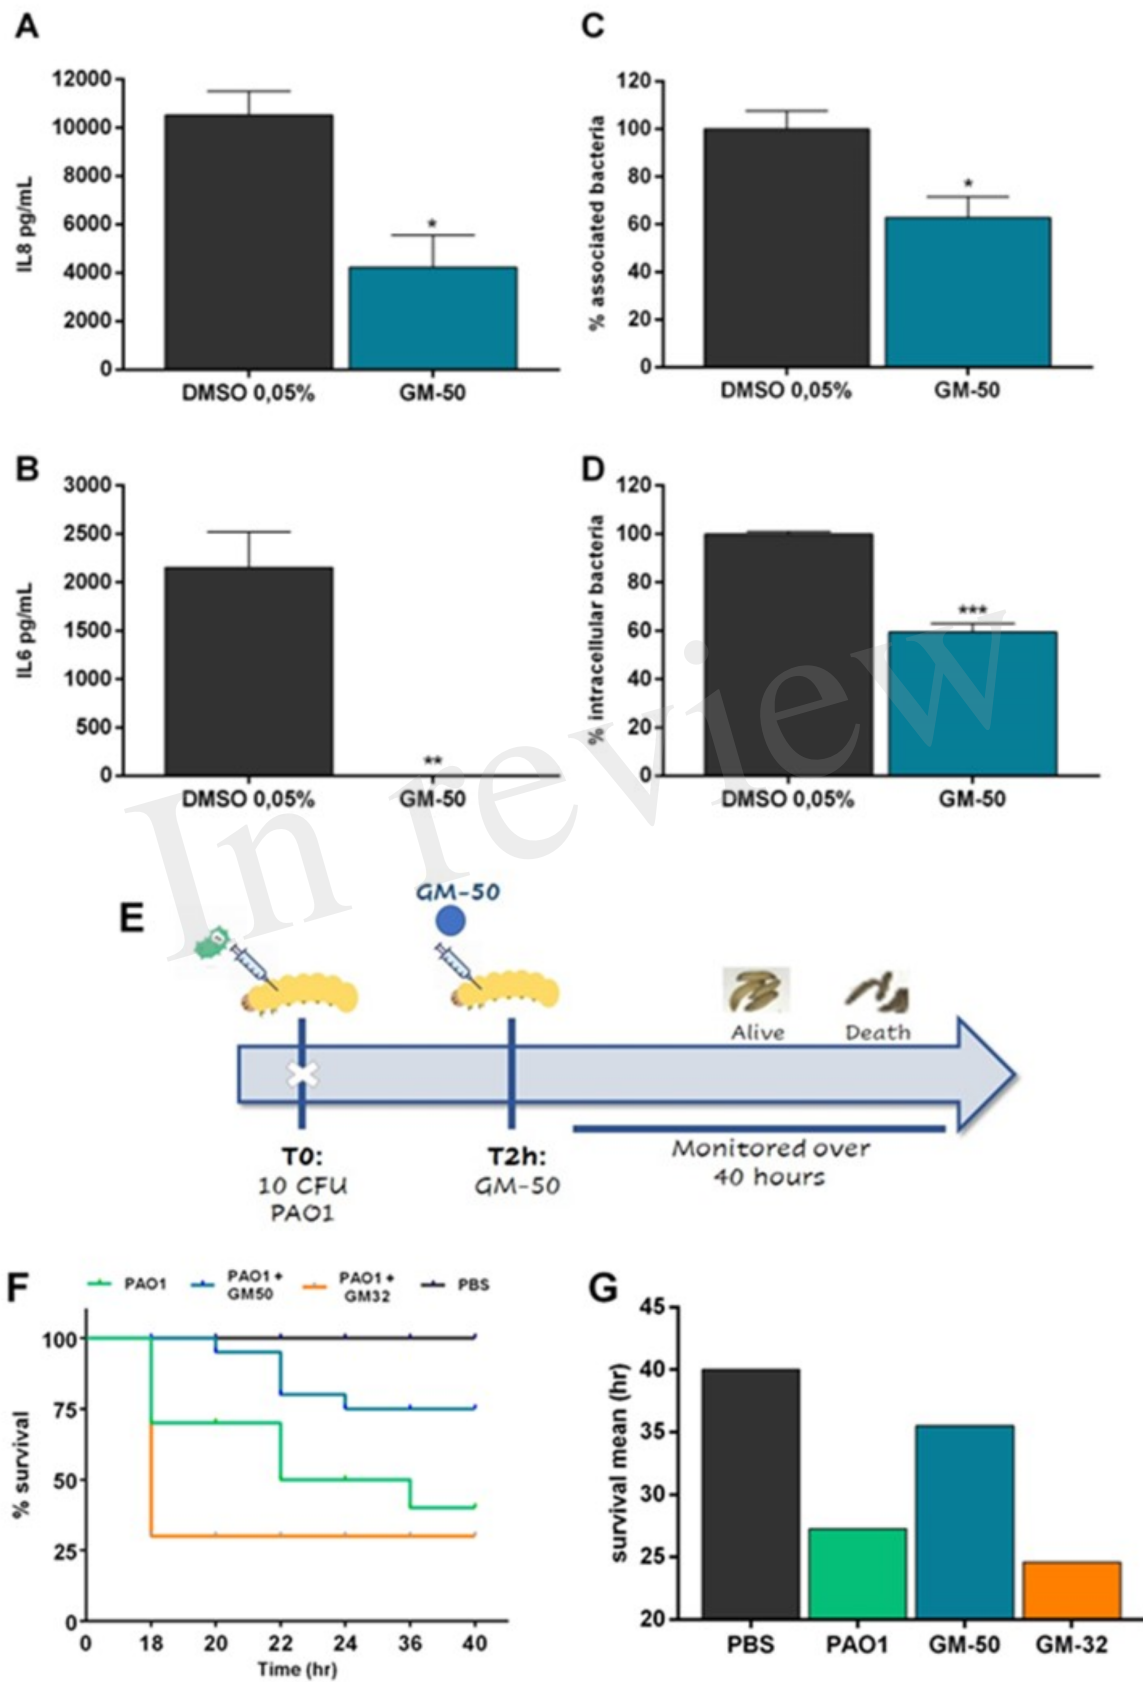 A
12000
10000
8000
6000
4000
2000
0
IL8 pg/mL
*
DMSO 0,05%
GM-50
C
120
100
80
60
40
20
0
% associated bacteria
*
DMSO 0,05%
GM-50
B
3000
2500
2000
1500
1000
500
0
IL6 pg/mL
**
DMSO 0,05%
GM-50
D
120
100
80
60
40
20
0
% intracellular bacteria
***
DMSO 0,05%
GM-50
In review
E
GM-50
Alive
Death
T0:
10 CFU
PAO1
T2h:
GM-50
Monitored over
40 hours
F
PAO1
PAO1 +
GM50
PAO1 +
GM32
PBS
100
75
50
25
0
% survival
0 18 20 22 24 36 40
Time (hr)
G
45
40
35
30
25
20
survival mean (hr)
PBS
PAO1
GM-50
GM-32